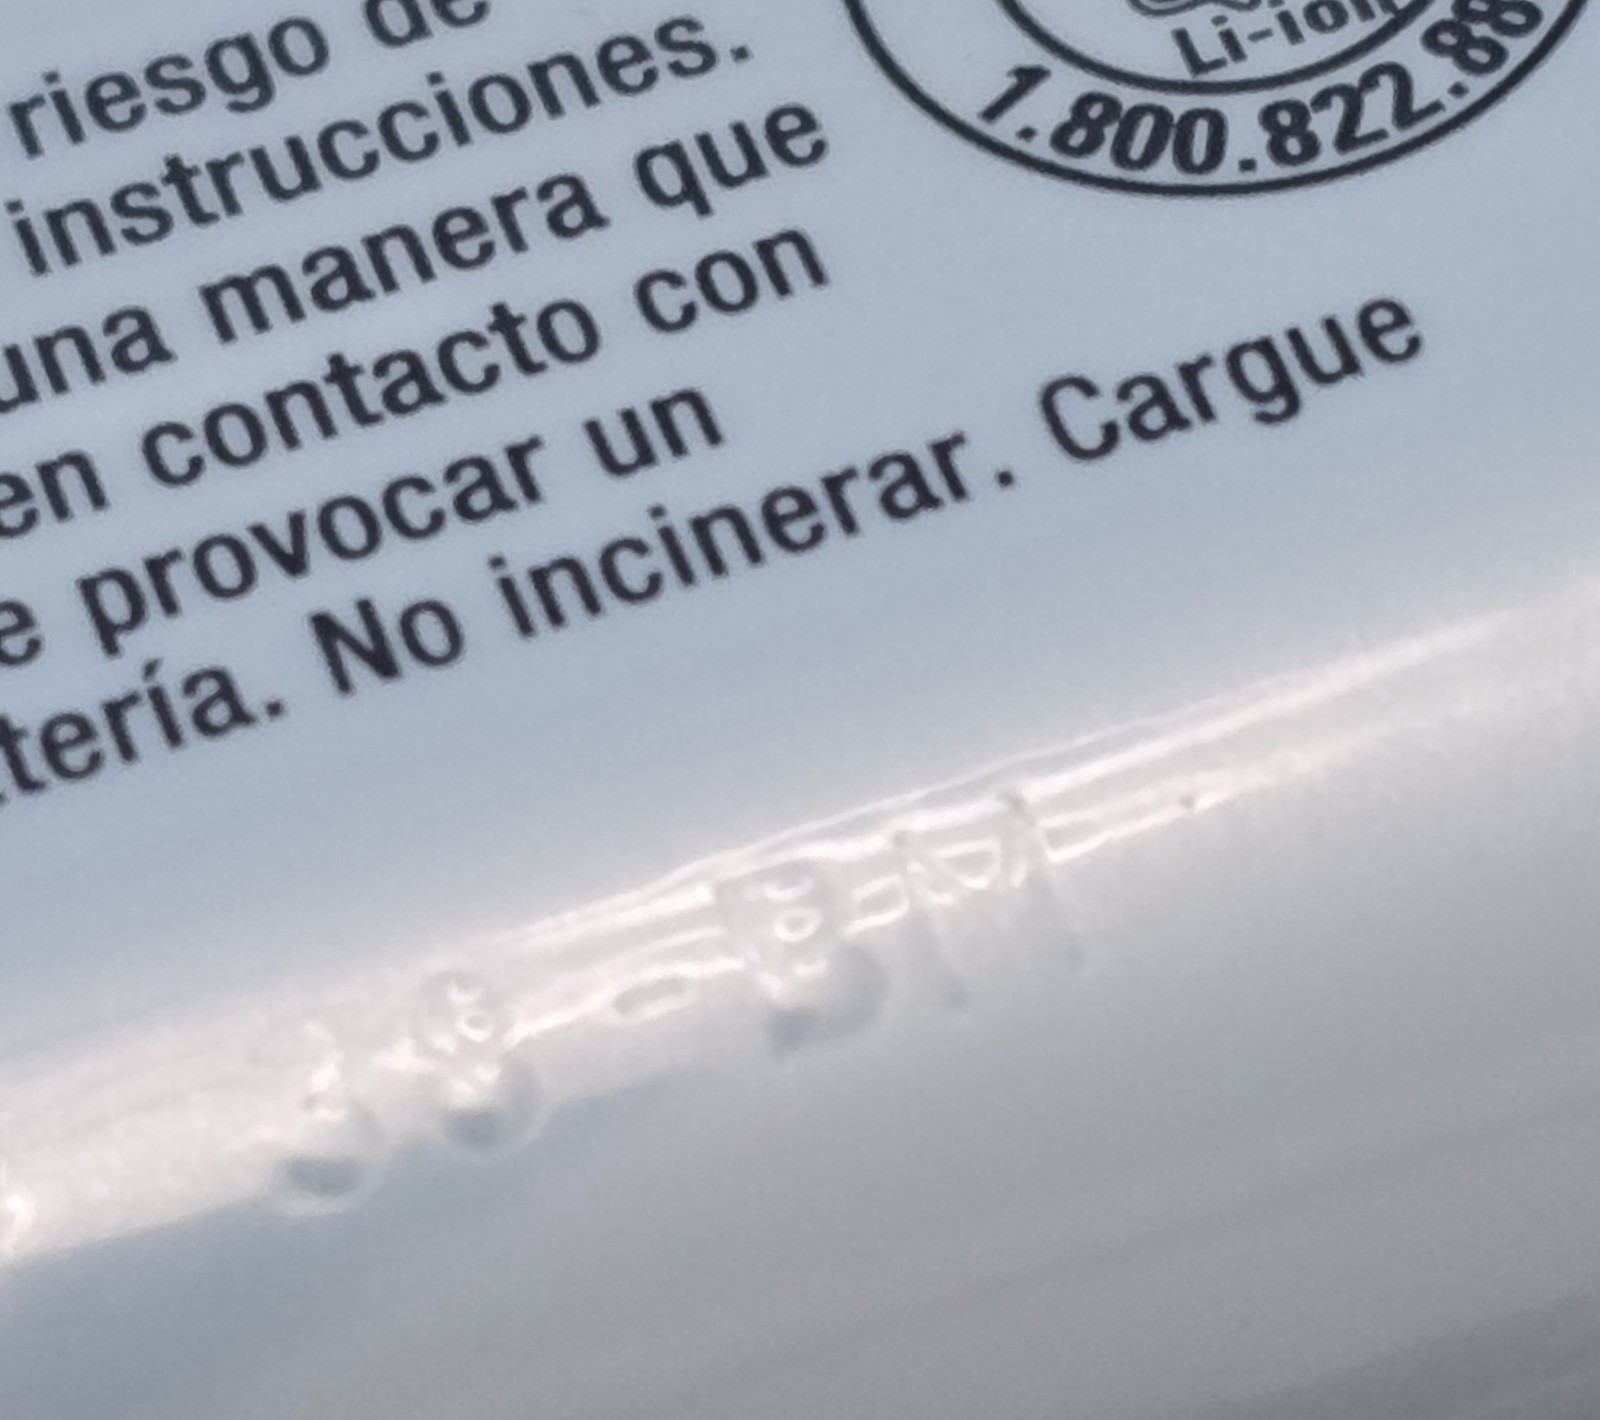 riesgo de
instrucciones.
una manera que
en contacto con
provocar un
No incinerar. Cargue
Li-ion
1.800.822.88